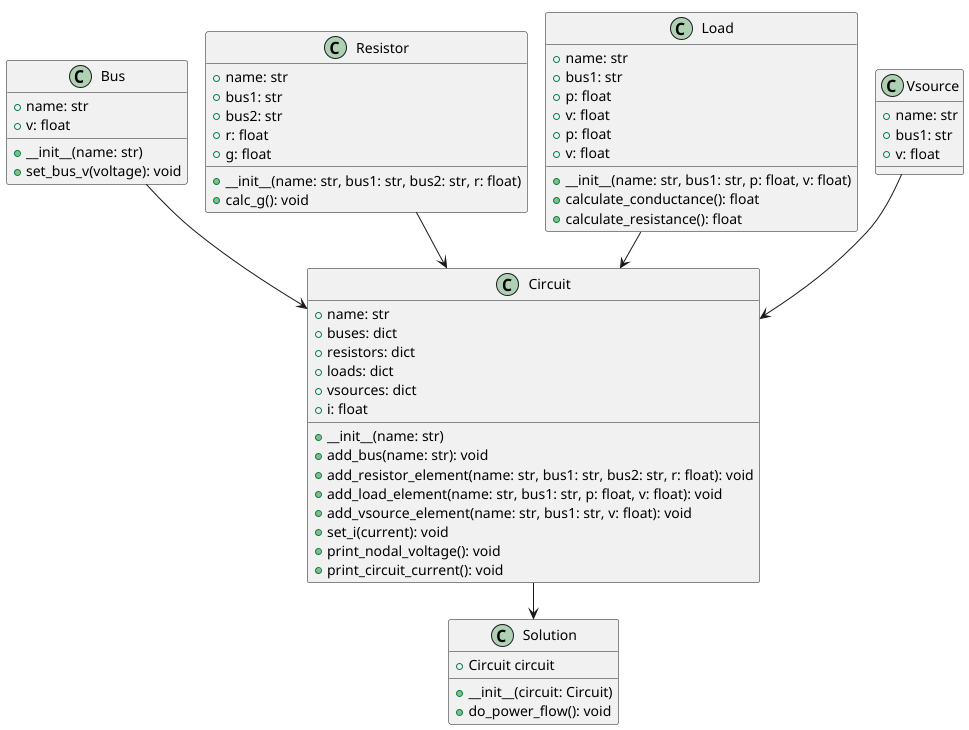 Bus
name: str
v: float
__init__(name: str)
set_bus_v(voltage): void
Resistor
name: str
bus1: str
bus2: str
r: float
g: float
__init__(name: str, bus1: str, bus2: str, r: float)
calc_g(): void
Load
name: str
bus1: str
p: float
v: float
p: float
v: float
__init__(name: str, bus1: str, p: float, v: float)
calculate_conductance(): float
calculate_resistance(): float
Vsource
name: str
bus1: str
v: float
Circuit
name: str
buses: dict
resistors: dict
loads: dict
vsources: dict
i: float
__init__(name: str)
add_bus(name: str): void
add_resistor_element(name: str, bus1: str, bus2: str, r: float): void
add_load_element(name: str, bus1: str, p: float, v: float): void
add_vsource_element(name: str, bus1: str, v: float): void
set_i(current): void
print_nodal_voltage(): void
print_circuit_current(): void
Solution
Circuit circuit
__init__(circuit: Circuit)
do_power_flow(): void